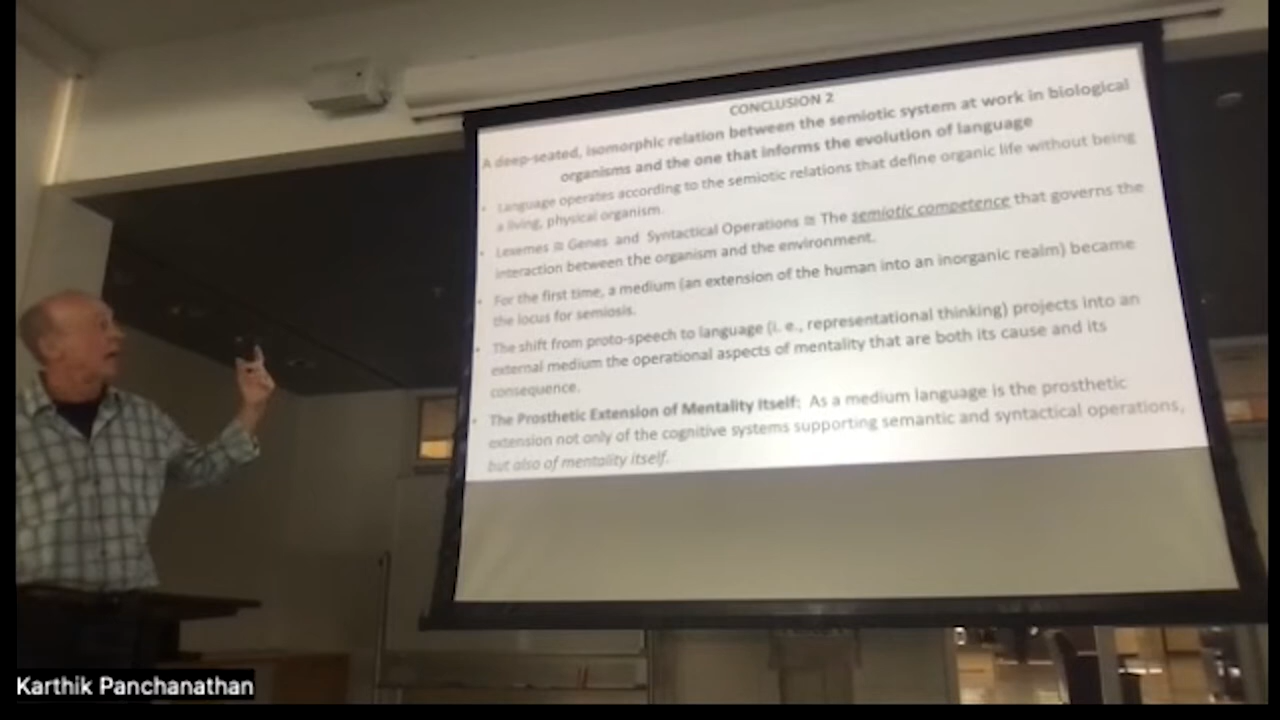 CONCLUSION 2
A deep-seated, isomorphic relation between the semiotic system at work in biological
organisms and the one that informs the evolution of language
• Language operates according to the semiotic relations that define organic life without being
a living, physical organism.
• Lexemes ≅ Genes and Syntactical Operations ≅ The semiotic competence that governs the
interaction between the organism and the environment.
• For the first time, a medium (an extension of the human into an inorganic realm) became
the locus for semiosis.
• The shift from proto-speech to language (i. e., representational thinking) projects into an
external medium the operational aspects of mentality that are both its cause and its
consequence.
• The Prosthetic Extension of Mentality Itself: As a medium language is the prosthetic
extension not only of the cognitive systems supporting semantic and syntactical operations,
but also of mentality itself.
Karthik Panchanathan